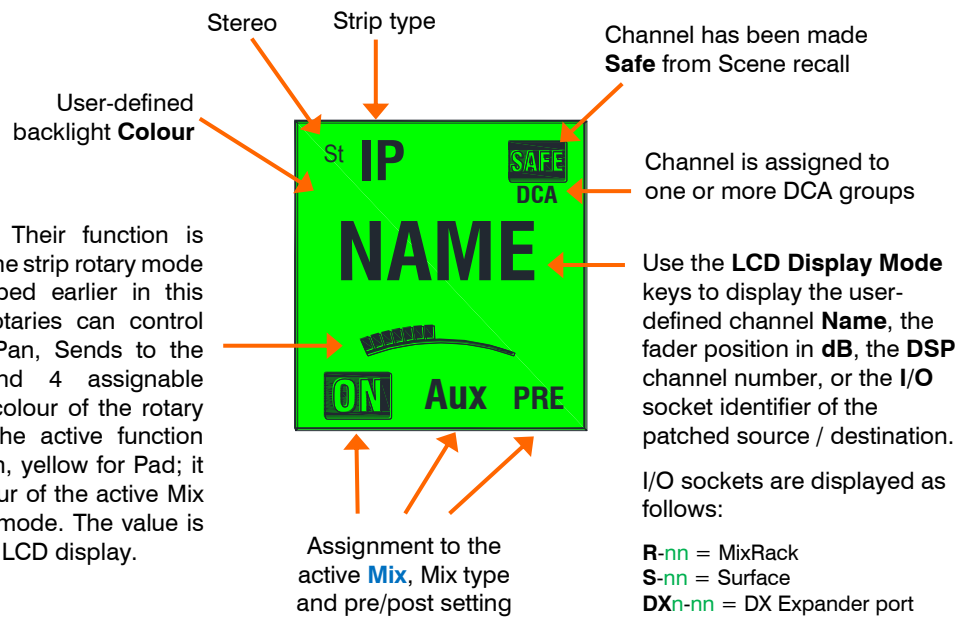 Stereo
Strip type
Channel has been made
Safe from Scene recall
User-defined
backlight Colour
St IP
SAFE
DCA
Channel is assigned to
one or more DCA groups
NAME
Their function is
strip rotary mode
earlier in this
can control
Pan, Sends to the
4 assignable
colour of the rotary
active function
yellow for Pad; it
of the active Mix
mode. The value is
LCD display.
Use the LCD Display Mode
keys to display the user-
defined channel Name, the
fader position in dB, the DSP
channel number, or the I/O
socket identifier of the
patched source / destination.
ON Aux PRE
I/O sockets are displayed as
follows:
R-nn = MixRack
S-nn = Surface
DXn-nn = DX Expander port
Assignment to the
active Mix, Mix type
and pre/post setting